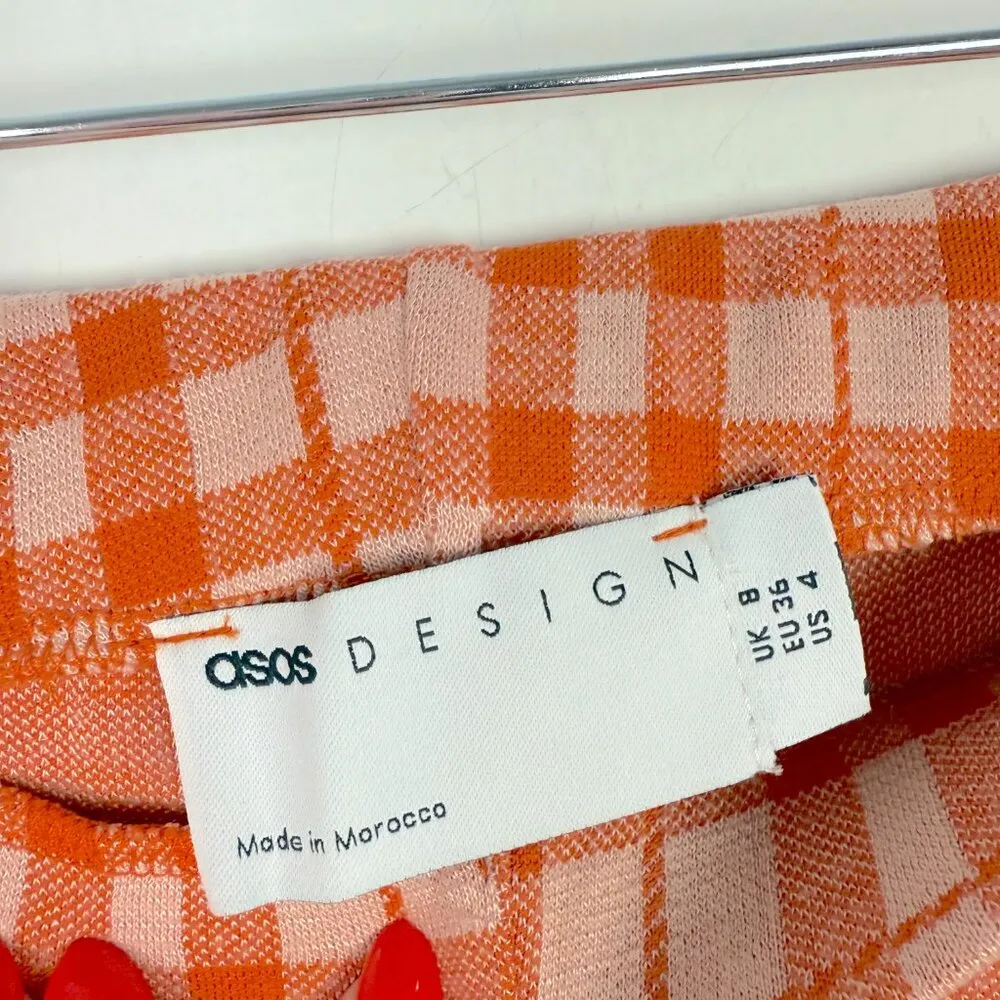 asos DESIGN
Made in Morocco
UK 8
EU 36
US 4